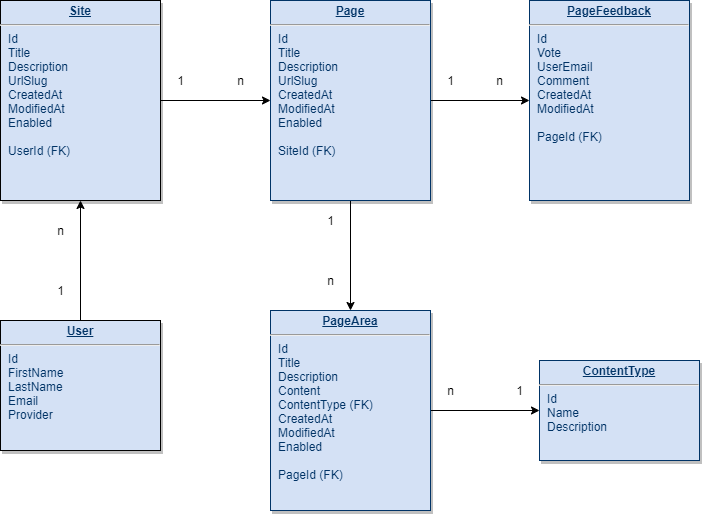 Site
Id
Title
Description
UrlSlug
CreatedAt
ModifiedAt
Enabled
UserId (FK)
1
n
Page
Id
Title
Description
UrlSlug
CreatedAt
ModifiedAt
Enabled
SiteId (FK)
1
n
PageFeedback
Id
Vote
UserEmail
Comment
CreatedAt
ModifiedAt
PageId (FK)
n
1
1
n
User
Id
FirstName
LastName
Email
Provider
PageArea
Id
Title
Description
Content
ContentType (FK)
CreatedAt
ModifiedAt
Enabled
PageId (FK)
n
1
ContentType
Id
Name
Description